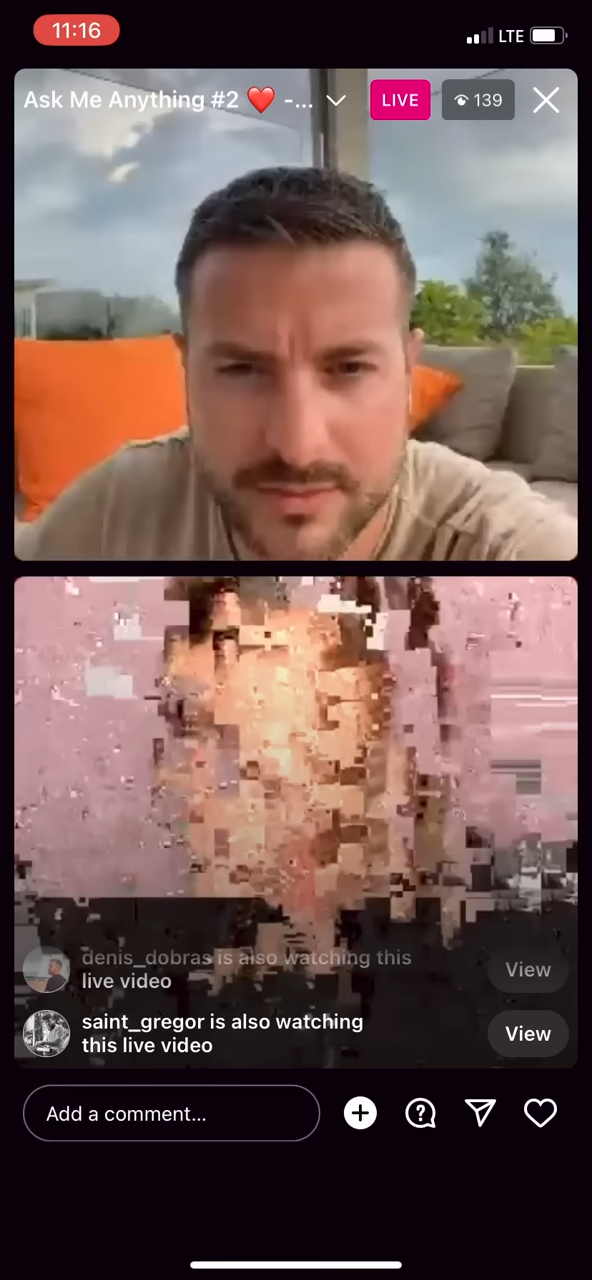 11:16
LTE
Ask Me Anything #2 ❤️ -...
LIVE
139
denis_dobras is also watching this
live video
View
saint_gregor is also watching
this live video
View
Add a comment...